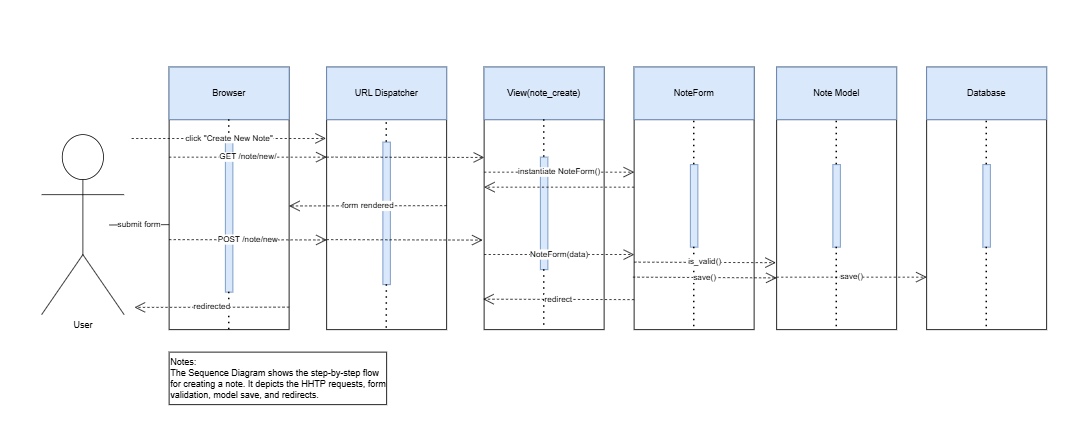 Browser
URL Dispatcher
View(note_create)
NoteForm
Note Model
Database
click "Create New Note"
GET /note/new/
instantiate NoteForm()
form rendered
submit form
POST /note/new
NoteForm(data)
is_valid()
save()
save()
redirect
redirected
User
Notes:
The Sequence Diagram shows the step-by-step flow
for creating a note. It depicts the HHTP requests, form
validation, model save, and redirects.